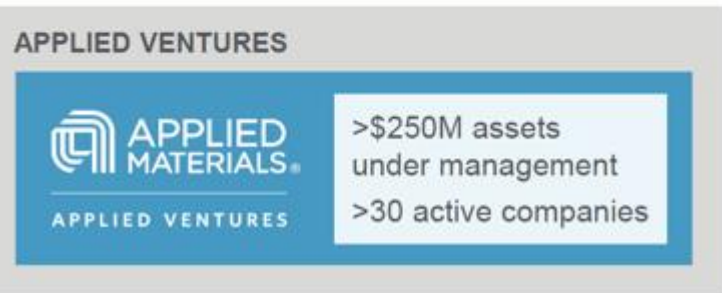 APPLIED VENTURES
APPLIED
MATERIALS®
APPLIED VENTURES
>$250M assets
under management
>30 active companies